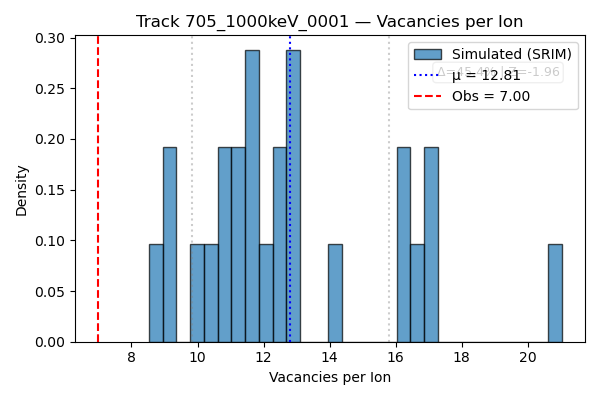 Track 705_1000keV_0001 — Vacancies per Ion
Simulated (SRIM)
μ = 12.81
Obs = 7.00
Density
0.30
0.25
0.20
0.15
0.10
0.05
0.00
8 10 12 14 16 18 20
Vacancies per Ion